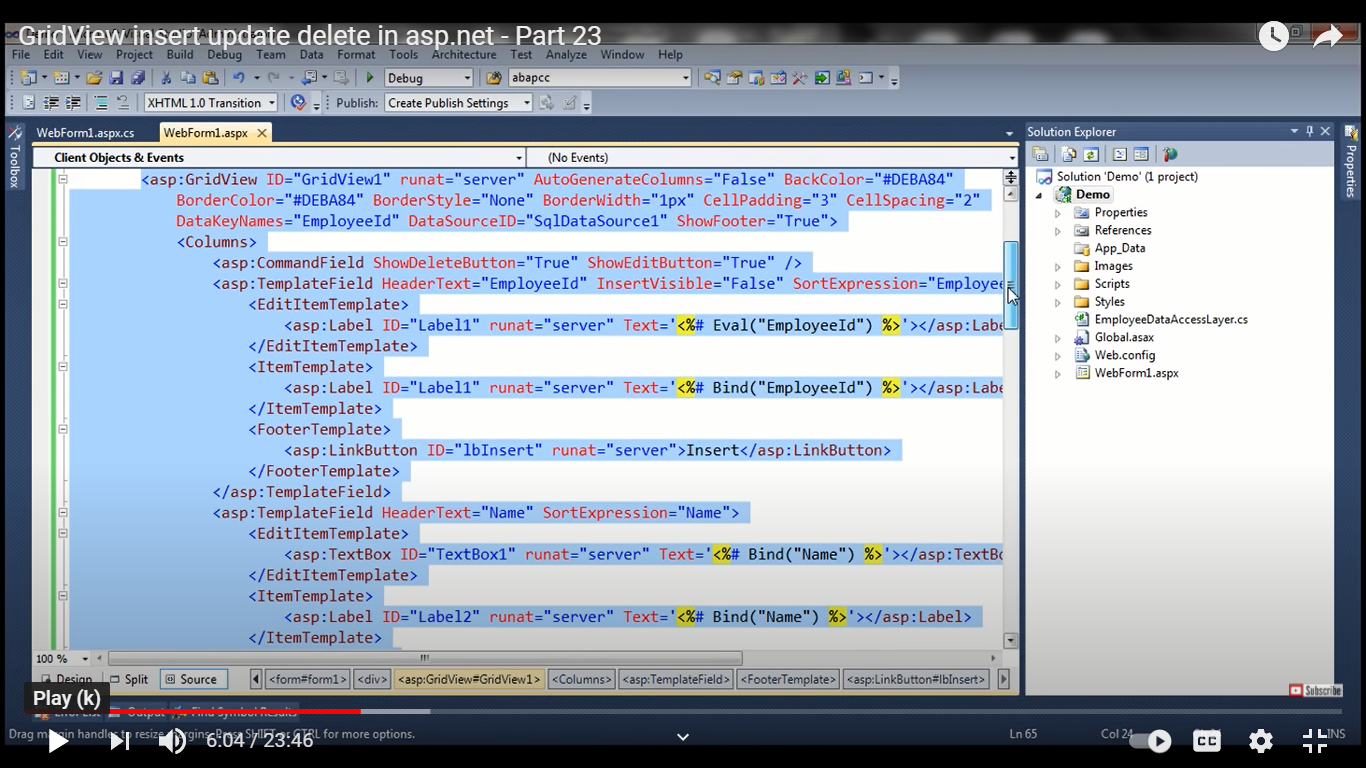 GridView insert update delete in asp.net - Part 23
File Edit View Project Build Debug Team Data Format Tools Architecture Test Analyze Window Help
Debug abapcc
XHTML 1.0 Transition Publish: Create Publish Settings
WebForm1.aspx.cs WebForm1.aspx
Toolbox
Client Objects & Events (No Events)
<asp:GridView ID="GridView1" runat="server" AutoGenerateColumns="False" BackColor="#DEBA84"
BorderColor="#DEBA84" BorderStyle="None" BorderWidth="1px" CellPadding="3" CellSpacing="2"
DataKeyNames="EmployeeId" DataSourceID="SqlDataSource1" ShowFooter="True">
<Columns>
<asp:CommandField ShowDeleteButton="True" ShowEditButton="True" />
<asp:TemplateField HeaderText="EmployeeId" InsertVisible="False" SortExpression="Employee
<EditItemTemplate>
<asp:Label ID="Label1" runat="server" Text='<%# Eval("EmployeeId") %>'></asp:Labe
</EditItemTemplate>
<ItemTemplate>
<asp:Label ID="Label1" runat="server" Text='<%# Bind("EmployeeId") %>'></asp:Labe
</ItemTemplate>
<FooterTemplate>
<asp:LinkButton ID="lbInsert" runat="server">Insert</asp:LinkButton>
</FooterTemplate>
</asp:TemplateField>
<asp:TemplateField HeaderText="Name" SortExpression="Name">
<EditItemTemplate>
<asp:TextBox ID="TextBox1" runat="server" Text='<%# Bind("Name") %>'></asp:TextBo
</EditItemTemplate>
<ItemTemplate>
<asp:Label ID="Label2" runat="server" Text='<%# Bind("Name") %>'></asp:Label>
</ItemTemplate>
100 %
Design Split Source <form#form1> <div> <asp:GridView#GridView1> <Columns> <asp:TemplateField> <FooterTemplate> <asp:LinkButton#lbInsert>
Solution Explorer
Solution 'Demo' (1 project)
Demo
Properties
References
App_Data
Images
Scripts
Styles
EmployeeDataAccessLayer.cs
Global.asax
Web.config
WebForm1.aspx
Properties
Subscribe
Play (k)
Error List Output Find Symbol Results
Drag margin handles to resize margins. Press SHIFT or CTRL for more options. Ln 65 Col 24 INS
6:04 / 23:46
CC